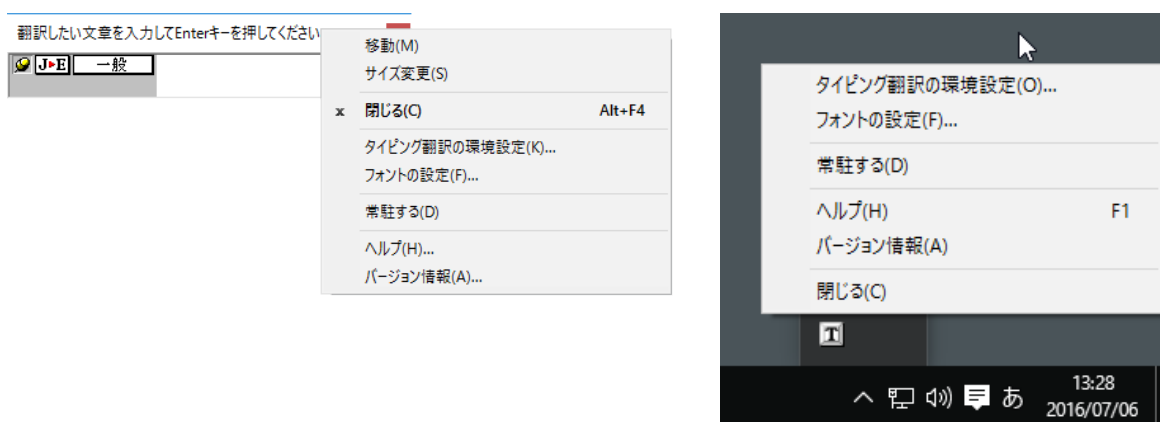 翻訳したい文章を入力してEnterキーを押してください
J▶E 一般
移動(M)
サイズ変更(S)
x 閉じる(C) Alt+F4
タイピング翻訳の環境設定(K)...
フォントの設定(F)...
常駐する(D)
ヘルプ(H)...
バージョン情報(A)...
タイピング翻訳の環境設定(O)...
フォントの設定(F)...
常駐する(D)
ヘルプ(H) F1
バージョン情報(A)
閉じる(C)
T
あ 13:28
2016/07/06